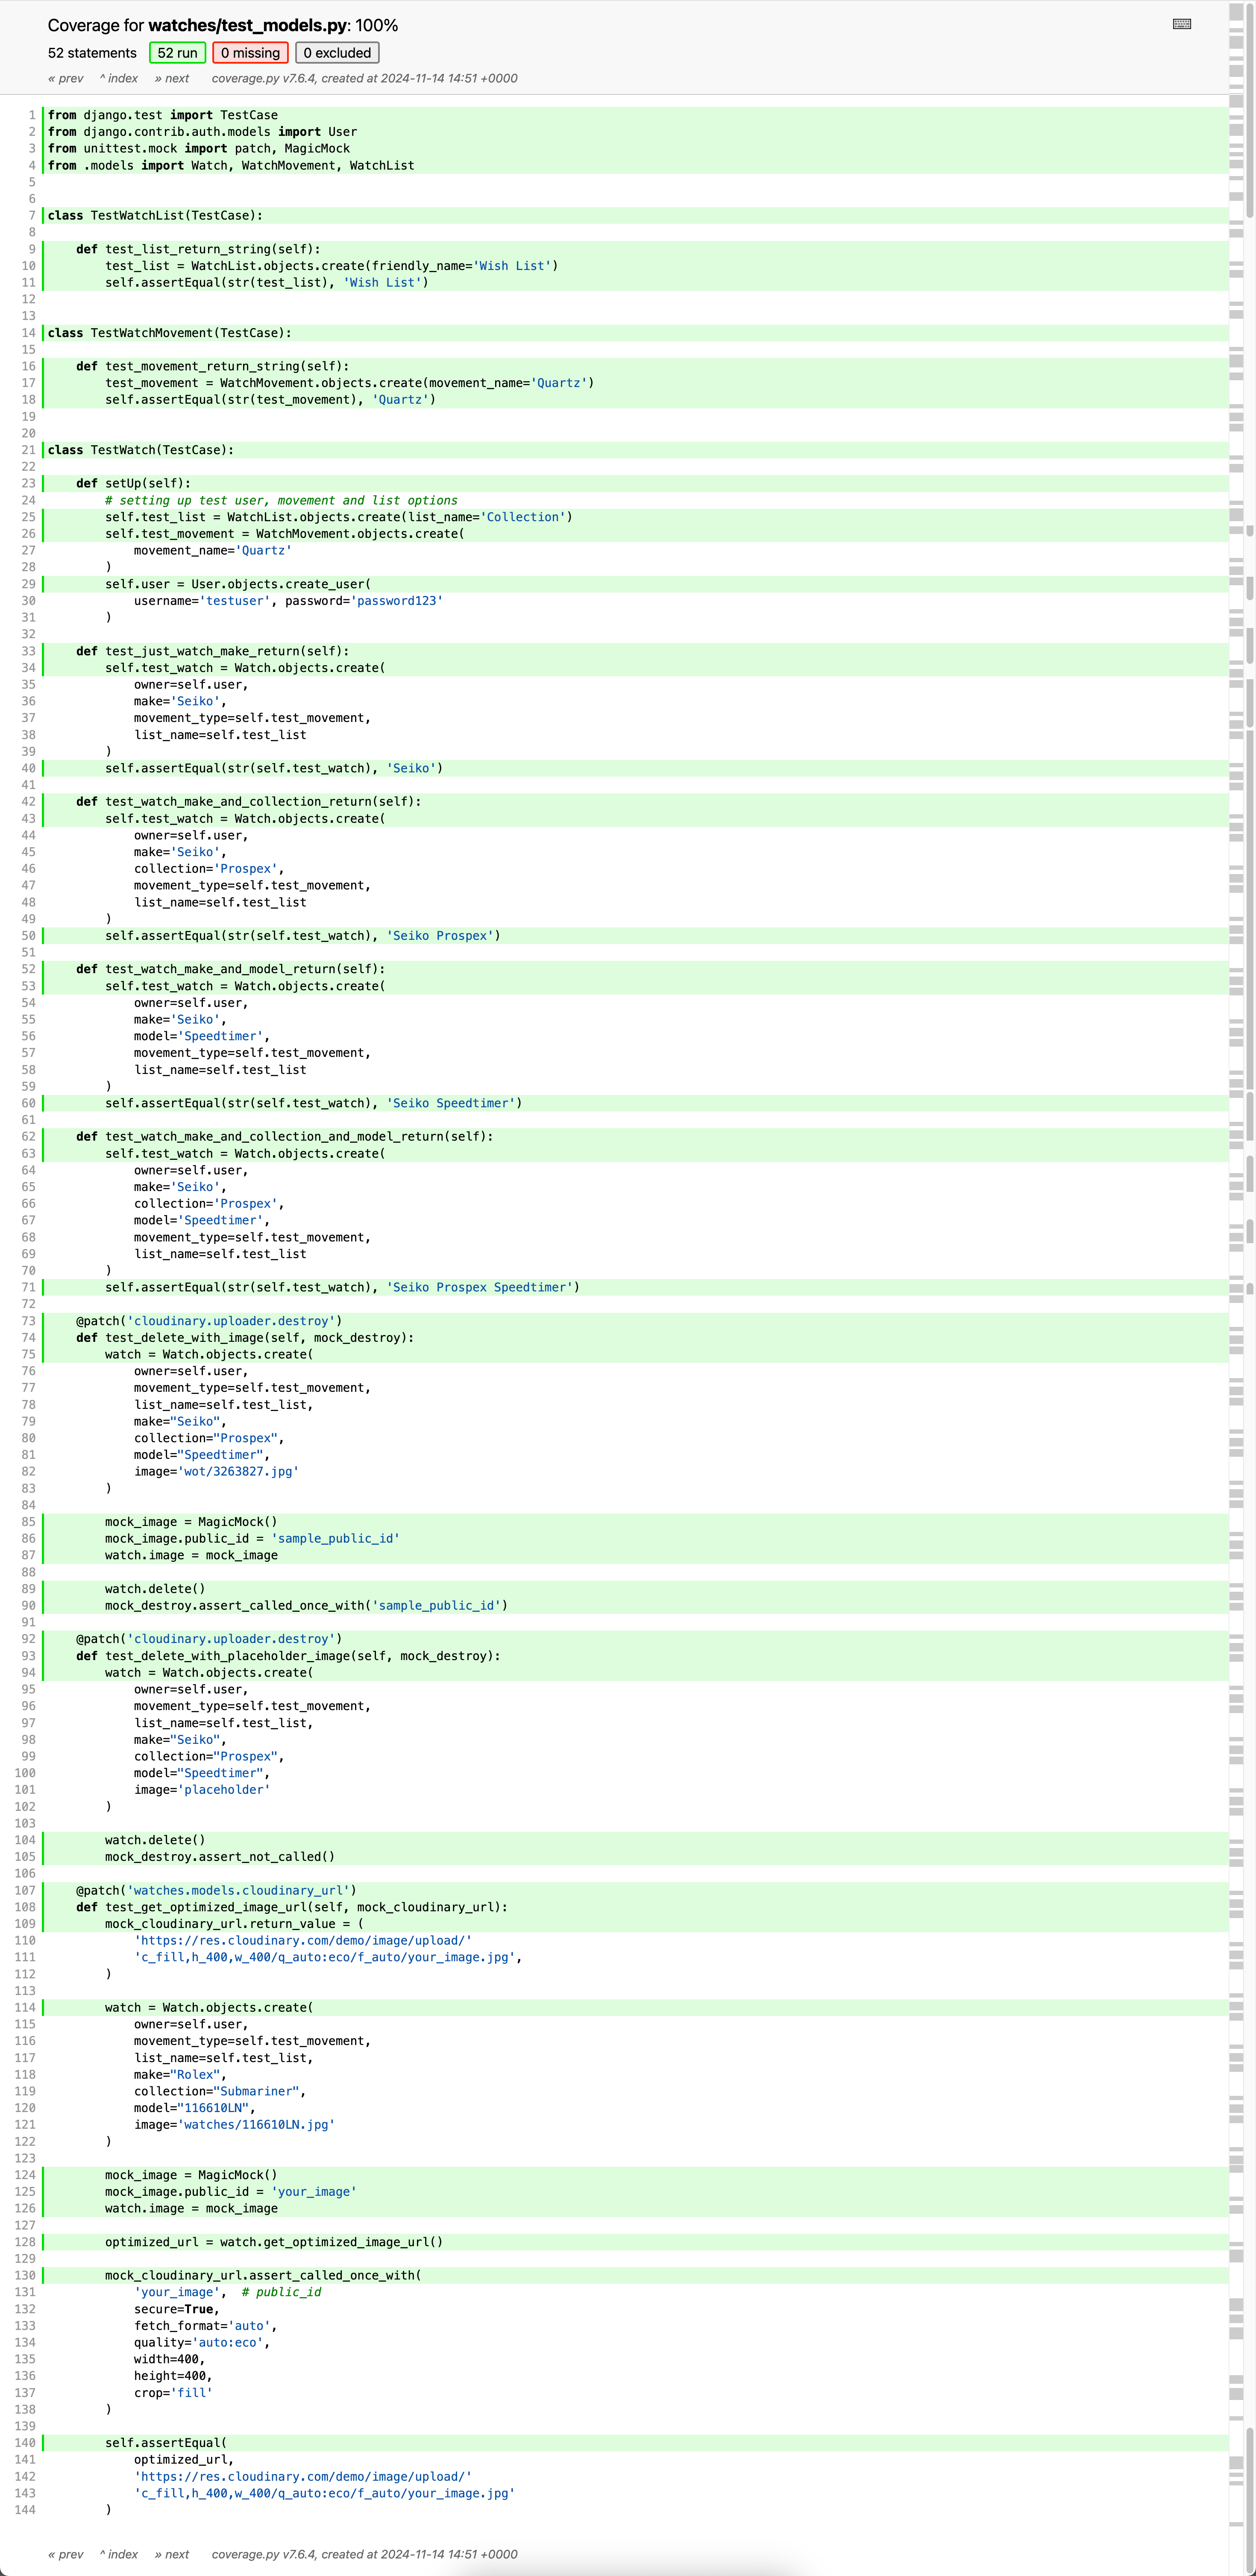 Coverage for watches/test_models.py: 100%
52 statements 52 run 0 missing 0 excluded
« prev ^ index » next coverage.py v7.6.4, created at 2024-11-14 14:51 +0000
1 from django.test import TestCase
2 from django.contrib.auth.models import User
3 from unittest.mock import patch, MagicMock
4 from .models import Watch, WatchMovement, WatchList
5
6
7 class TestWatchList(TestCase):
8
9     def test_list_return_string(self):
10         test_list = WatchList.objects.create(friendly_name='Wish List')
11         self.assertEqual(str(test_list), 'Wish List')
12
13
14 class TestWatchMovement(TestCase):
15
16     def test_movement_return_string(self):
17         test_movement = WatchMovement.objects.create(movement_name='Quartz')
18         self.assertEqual(str(test_movement), 'Quartz')
19
20
21 class TestWatch(TestCase):
22
23     def setUp(self):
24         # setting up test user, movement and list options
25         self.test_list = WatchList.objects.create(list_name='Collection')
26         self.test_movement = WatchMovement.objects.create(
27             movement_name='Quartz'
28         )
29         self.user = User.objects.create_user(
30             username='testuser', password='password123'
31         )
32
33     def test_just_watch_make_return(self):
34         self.test_watch = Watch.objects.create(
35             owner=self.user,
36             make='Seiko',
37             movement_type=self.test_movement,
38             list_name=self.test_list
39         )
40         self.assertEqual(str(self.test_watch), 'Seiko')
41
42     def test_watch_make_and_collection_return(self):
43         self.test_watch = Watch.objects.create(
44             owner=self.user,
45             make='Seiko',
46             collection='Prospex',
47             movement_type=self.test_movement,
48             list_name=self.test_list
49         )
50         self.assertEqual(str(self.test_watch), 'Seiko Prospex')
51
52     def test_watch_make_and_model_return(self):
53         self.test_watch = Watch.objects.create(
54             owner=self.user,
55             make='Seiko',
56             model='Speedtimer',
57             movement_type=self.test_movement,
58             list_name=self.test_list
59         )
60         self.assertEqual(str(self.test_watch), 'Seiko Speedtimer')
61
62     def test_watch_make_and_collection_and_model_return(self):
63         self.test_watch = Watch.objects.create(
64             owner=self.user,
65             make='Seiko',
66             collection='Prospex',
67             model='Speedtimer',
68             movement_type=self.test_movement,
69             list_name=self.test_list
70         )
71         self.assertEqual(str(self.test_watch), 'Seiko Prospex Speedtimer')
72
73     @patch('cloudinary.uploader.destroy')
74     def test_delete_with_image(self, mock_destroy):
75         watch = Watch.objects.create(
76             owner=self.user,
77             movement_type=self.test_movement,
78             list_name=self.test_list,
79             make="Seiko",
80             collection="Prospex",
81             model="Speedtimer",
82             image='wot/3263827.jpg'
83         )
84
85         mock_image = MagicMock()
86         mock_image.public_id = 'sample_public_id'
87         watch.image = mock_image
88
89         watch.delete()
90         mock_destroy.assert_called_once_with('sample_public_id')
91
92     @patch('cloudinary.uploader.destroy')
93     def test_delete_with_placeholder_image(self, mock_destroy):
94         watch = Watch.objects.create(
95             owner=self.user,
96             movement_type=self.test_movement,
97             list_name=self.test_list,
98             make="Seiko",
99             collection="Prospex",
100             model="Speedtimer",
101             image='placeholder'
102         )
103
104         watch.delete()
105         mock_destroy.assert_not_called()
106
107     @patch('watches.models.cloudinary_url')
108     def test_get_optimized_image_url(self, mock_cloudinary_url):
109         mock_cloudinary_url.return_value = (
110             'https://res.cloudinary.com/demo/image/upload/'
111             'c_fill,h_400,w_400/q_auto:eco/f_auto/your_image.jpg',
112         )
113
114         watch = Watch.objects.create(
115             owner=self.user,
116             movement_type=self.test_movement,
117             list_name=self.test_list,
118             make="Rolex",
119             collection="Submariner",
120             model="116610LN",
121             image='watches/116610LN.jpg'
122         )
123
124         mock_image = MagicMock()
125         mock_image.public_id = 'your_image'
126         watch.image = mock_image
127
128         optimized_url = watch.get_optimized_image_url()
129
130         mock_cloudinary_url.assert_called_once_with(
131             'your_image',  # public_id
132             secure=True,
133             fetch_format='auto',
134             quality='auto:eco',
135             width=400,
136             height=400,
137             crop='fill'
138         )
139
140         self.assertEqual(
141             optimized_url,
142             'https://res.cloudinary.com/demo/image/upload/'
143             'c_fill,h_400,w_400/q_auto:eco/f_auto/your_image.jpg'
144         )
« prev ^ index » next coverage.py v7.6.4, created at 2024-11-14 14:51 +0000